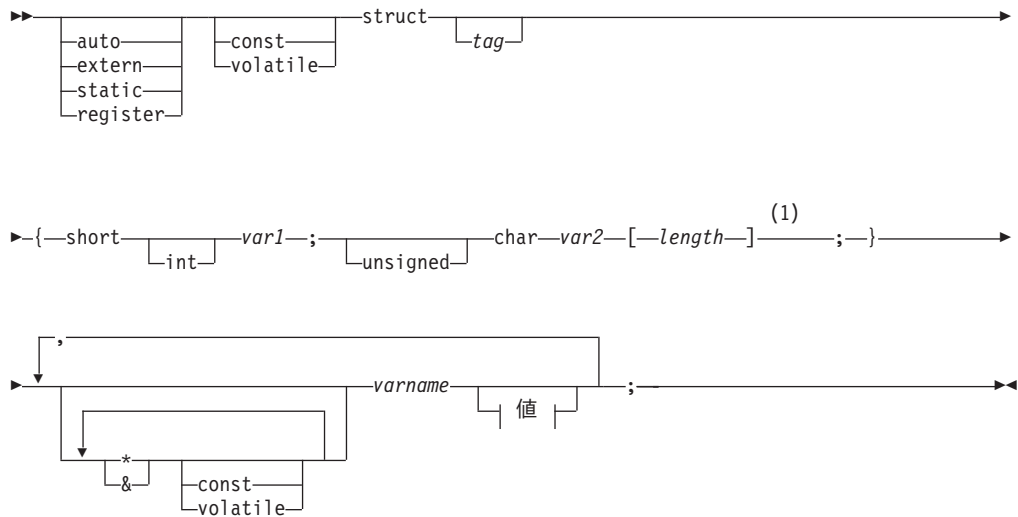 struct
auto const tag
extern volatile
static
register
(1)
{ short var1 ; char var2 [ length ] ; }
int unsigned
,
varname ;
値
*
& const
volatile